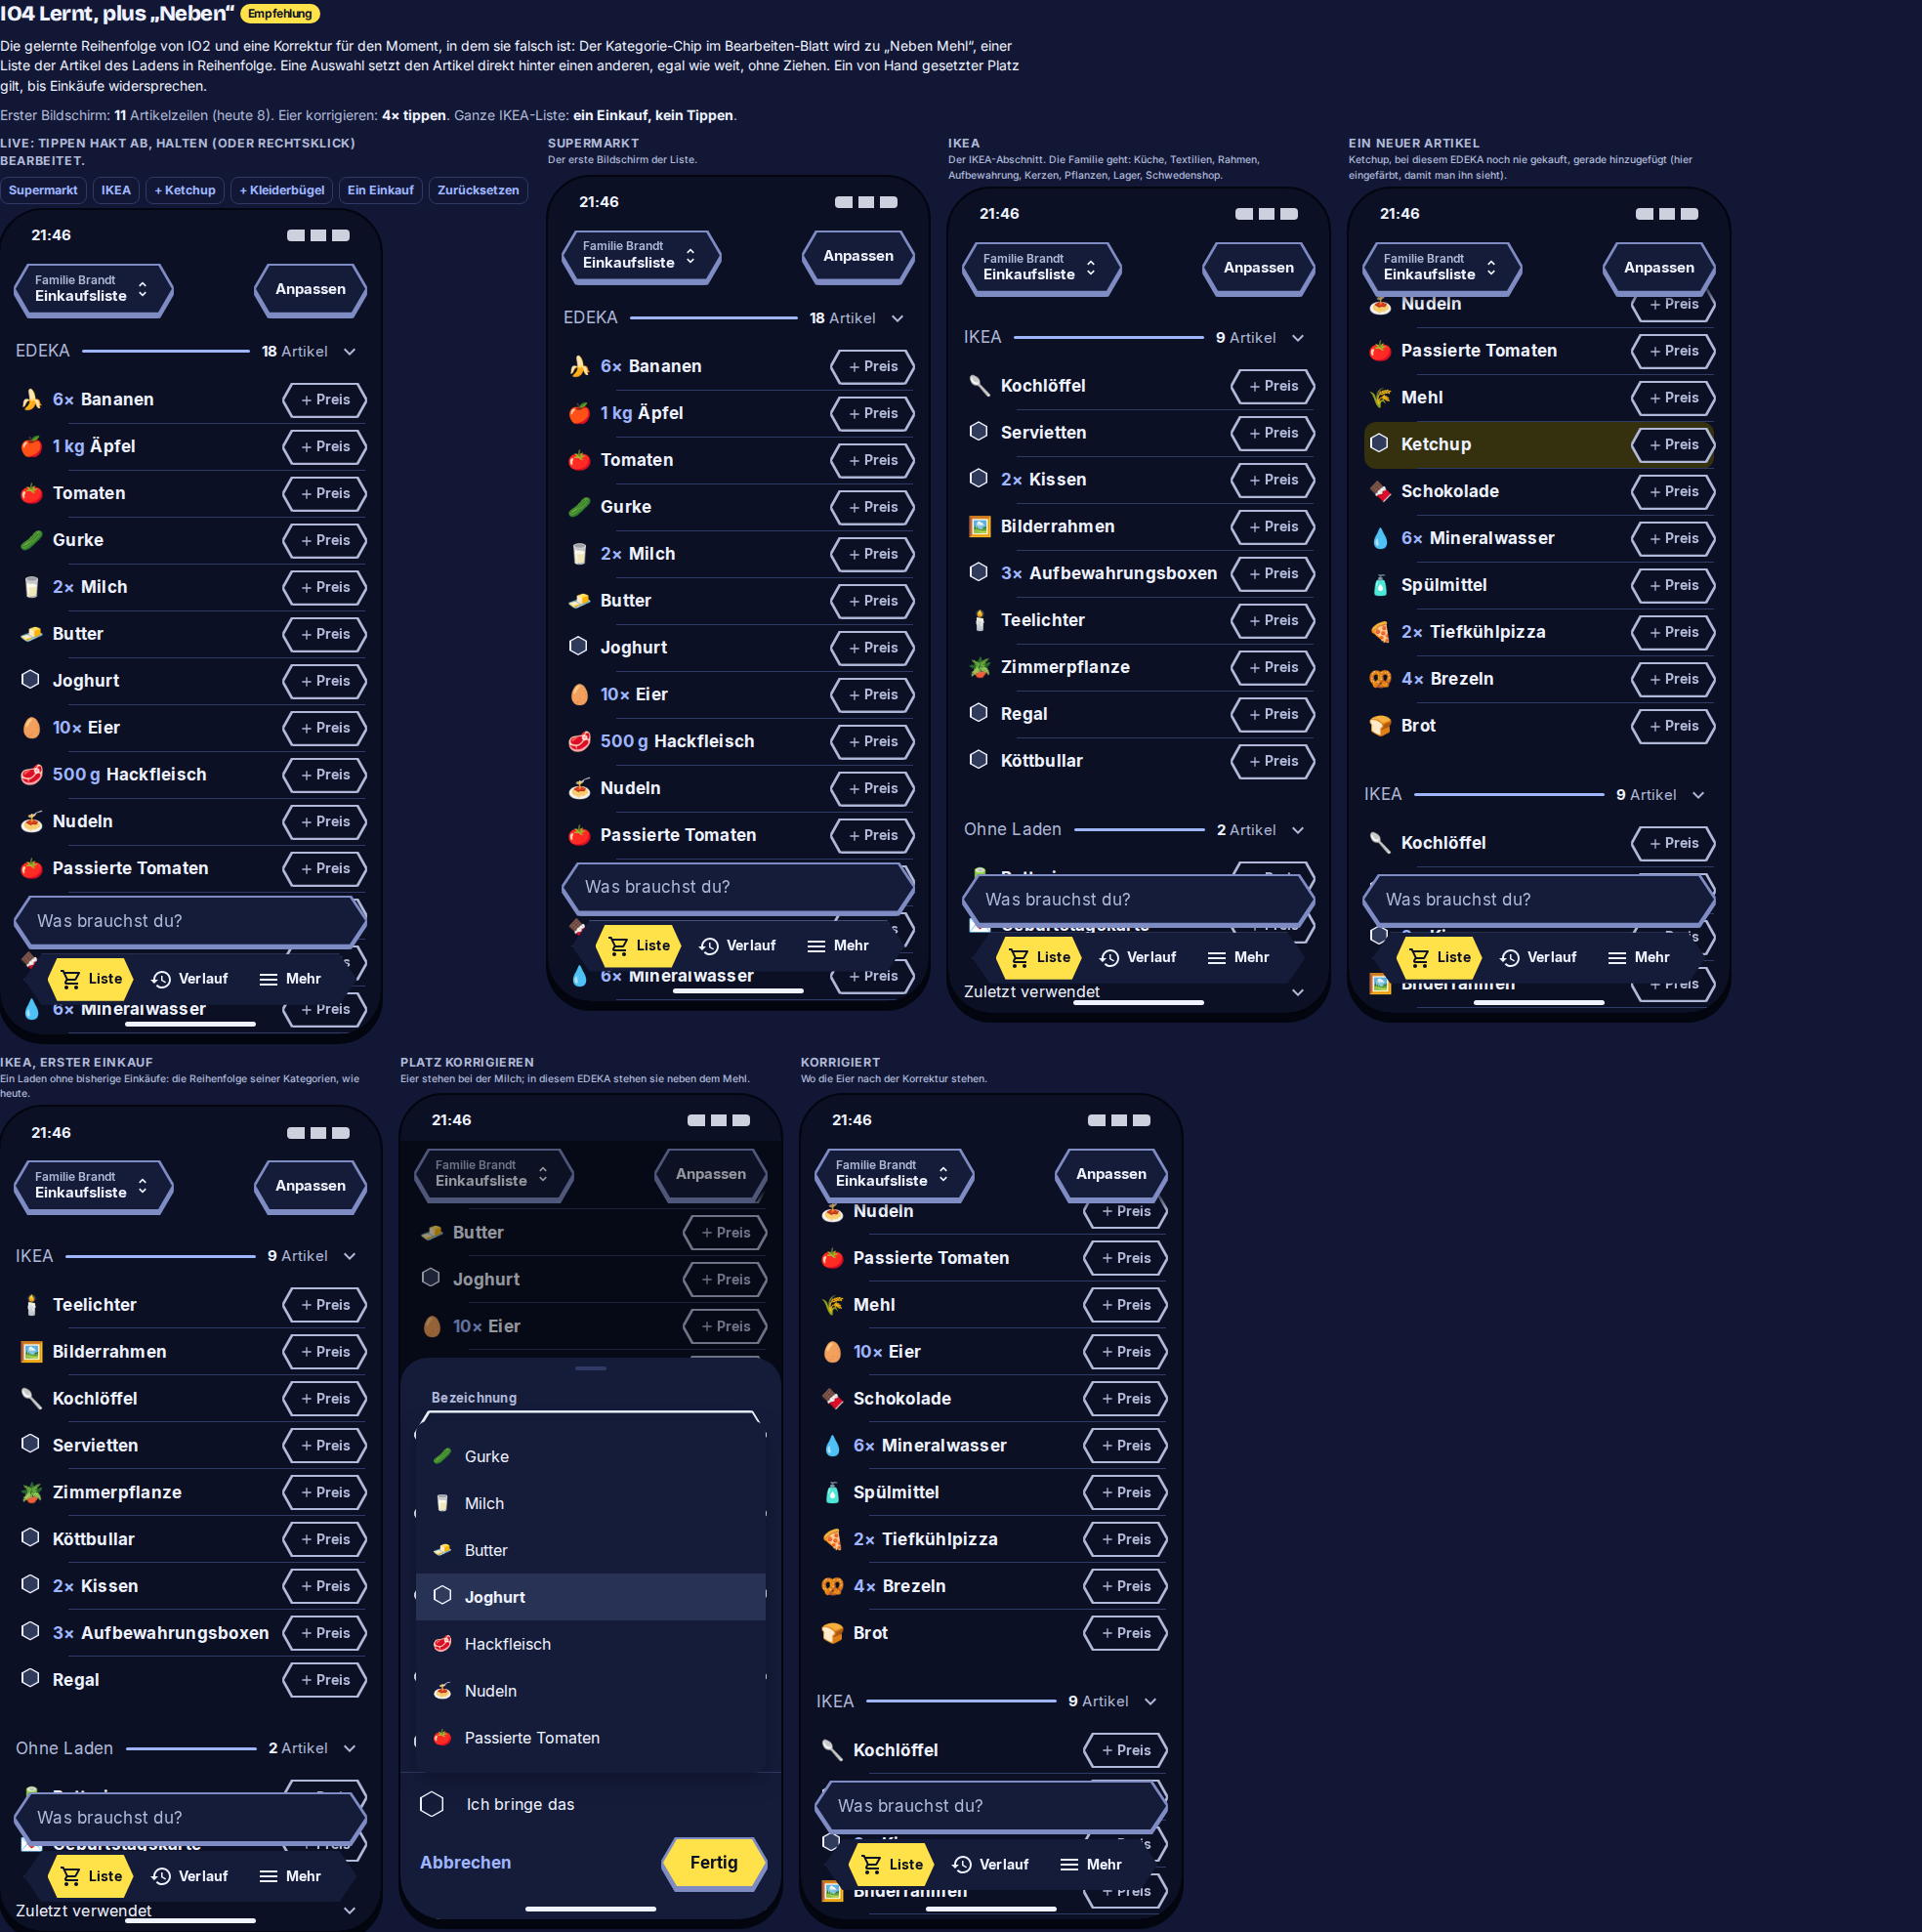 IO4 Lernt, plus „Neben“ Empfehlung
Die gelernte Reihenfolge von IO2 und eine Korrektur für den Moment, in dem sie falsch ist: Der Kategorie-Chip im Bearbeiten-Blatt wird zu „Neben Mehl“, einer
Liste der Artikel des Ladens in Reihenfolge. Eine Auswahl setzt den Artikel direkt hinter einen anderen, egal wie weit, ohne Ziehen. Ein von Hand gesetzter Platz
gilt, bis Einkäufe widersprechen.
Erster Bildschirm: 11 Artikelzeilen (heute 8). Eier korrigieren: 4× tippen. Ganze IKEA-Liste: ein Einkauf, kein Tippen.
LIVE: TIPPEN HAKT AB, HALTEN (ODER RECHTSKLICK)
BEARBEITET.
Supermarkt IKEA + Ketchup + Kleiderbügel Ein Einkauf Zurücksetzen
21:46
Familie Brandt
Einkaufsliste
Anpassen
EDEKA 18 Artikel
6× Bananen + Preis
1 kg Äpfel + Preis
Tomaten + Preis
Gurke + Preis
2× Milch + Preis
Butter + Preis
Joghurt + Preis
10× Eier + Preis
500 g Hackfleisch + Preis
Nudeln + Preis
Passierte Tomaten + Preis
Was brauchst du?
Liste Verlauf Mehr
6× Mineralwasser + Preis
SUPERMARKT
Der erste Bildschirm der Liste.
21:46
Familie Brandt
Einkaufsliste
Anpassen
EDEKA 18 Artikel
6× Bananen + Preis
1 kg Äpfel + Preis
Tomaten + Preis
Gurke + Preis
2× Milch + Preis
Butter + Preis
Joghurt + Preis
10× Eier + Preis
500 g Hackfleisch + Preis
Nudeln + Preis
Passierte Tomaten + Preis
Was brauchst du?
Liste Verlauf Mehr
6× Mineralwasser + Preis
IKEA
Der IKEA-Abschnitt. Die Familie geht: Küche, Textilien, Rahmen,
Aufbewahrung, Kerzen, Pflanzen, Lager, Schwedenshop.
21:46
Familie Brandt
Einkaufsliste
Anpassen
IKEA 9 Artikel
Kochlöffel + Preis
Servietten + Preis
2× Kissen + Preis
Bilderrahmen + Preis
3× Aufbewahrungsboxen + Preis
Teelichter + Preis
Zimmerpflanze + Preis
Regal + Preis
Köttbullar + Preis
Ohne Laden 2 Artikel
Was brauchst du?
Liste Verlauf Mehr
Zuletzt verwendet
EIN NEUER ARTIKEL
Ketchup, bei diesem EDEKA noch nie gekauft, gerade hinzugefügt (hier
eingefärbt, damit man ihn sieht).
21:46
Familie Brandt
Einkaufsliste
Anpassen
Nudeln + Preis
Passierte Tomaten + Preis
Mehl + Preis
Ketchup + Preis
Schokolade + Preis
6× Mineralwasser + Preis
Spülmittel + Preis
2× Tiefkühlpizza + Preis
4× Brezeln + Preis
Brot + Preis
IKEA 9 Artikel
Kochlöffel + Preis
Was brauchst du?
Liste Verlauf Mehr
Bilderrahmen + Preis
IKEA, ERSTER EINKAUF
Ein Laden ohne bisherige Einkäufe: die Reihenfolge seiner Kategorien, wie
heute.
21:46
Familie Brandt
Einkaufsliste
Anpassen
IKEA 9 Artikel
Teelichter + Preis
Bilderrahmen + Preis
Kochlöffel + Preis
Servietten + Preis
Zimmerpflanze + Preis
Köttbullar + Preis
2× Kissen + Preis
3× Aufbewahrungsboxen + Preis
Regal + Preis
Ohne Laden 2 Artikel
Was brauchst du?
Geburtstagskarte
Liste Verlauf Mehr
Zuletzt verwendet
PLATZ KORRIGIEREN
Eier stehen bei der Milch; in diesem EDEKA stehen sie neben dem Mehl.
21:46
Familie Brandt
Einkaufsliste
Anpassen
Butter + Preis
Joghurt + Preis
10× Eier + Preis
Bezeichnung
Gurke
Milch
Butter
Joghurt
Hackfleisch
Nudeln
Passierte Tomaten
Ich bringe das
Abbrechen Fertig
KORRIGIERT
Wo die Eier nach der Korrektur stehen.
21:46
Familie Brandt
Einkaufsliste
Anpassen
Nudeln + Preis
Passierte Tomaten + Preis
Mehl + Preis
10× Eier + Preis
Schokolade + Preis
6× Mineralwasser + Preis
Spülmittel + Preis
2× Tiefkühlpizza + Preis
4× Brezeln + Preis
Brot + Preis
IKEA 9 Artikel
Kochlöffel + Preis
Was brauchst du?
Liste Verlauf Mehr
Bilderrahmen + Preis